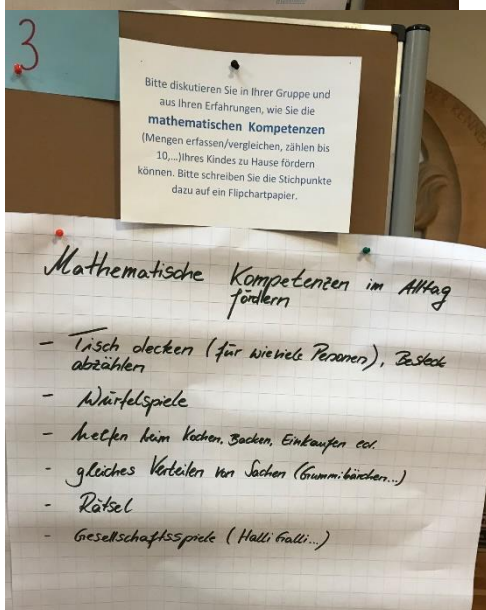 3
Bitte diskutieren Sie in Ihrer Gruppe und
aus Ihren Erfahrungen, wie Sie die
mathematischen Kompetenzen
(Mengen erfassen/vergleichen, zählen bis
10,...)Ihres Kindes zu Hause fördern
können. Bitte schreiben Sie die Stichpunkte
dazu auf ein Flipchartpapier.
Mathematische Kompetenzen im Alltag
fördern
- Tisch decken (für wieviele Personen), Besteck
abzählen
- Würfelspiele
- helfen beim Kochen, Backen, Einkaufen ect.
- gleiches Verteilen von Sachen (Gummibärchen...)
- Rätsel
- Gesellschaftsspiele (Halli Galli...)